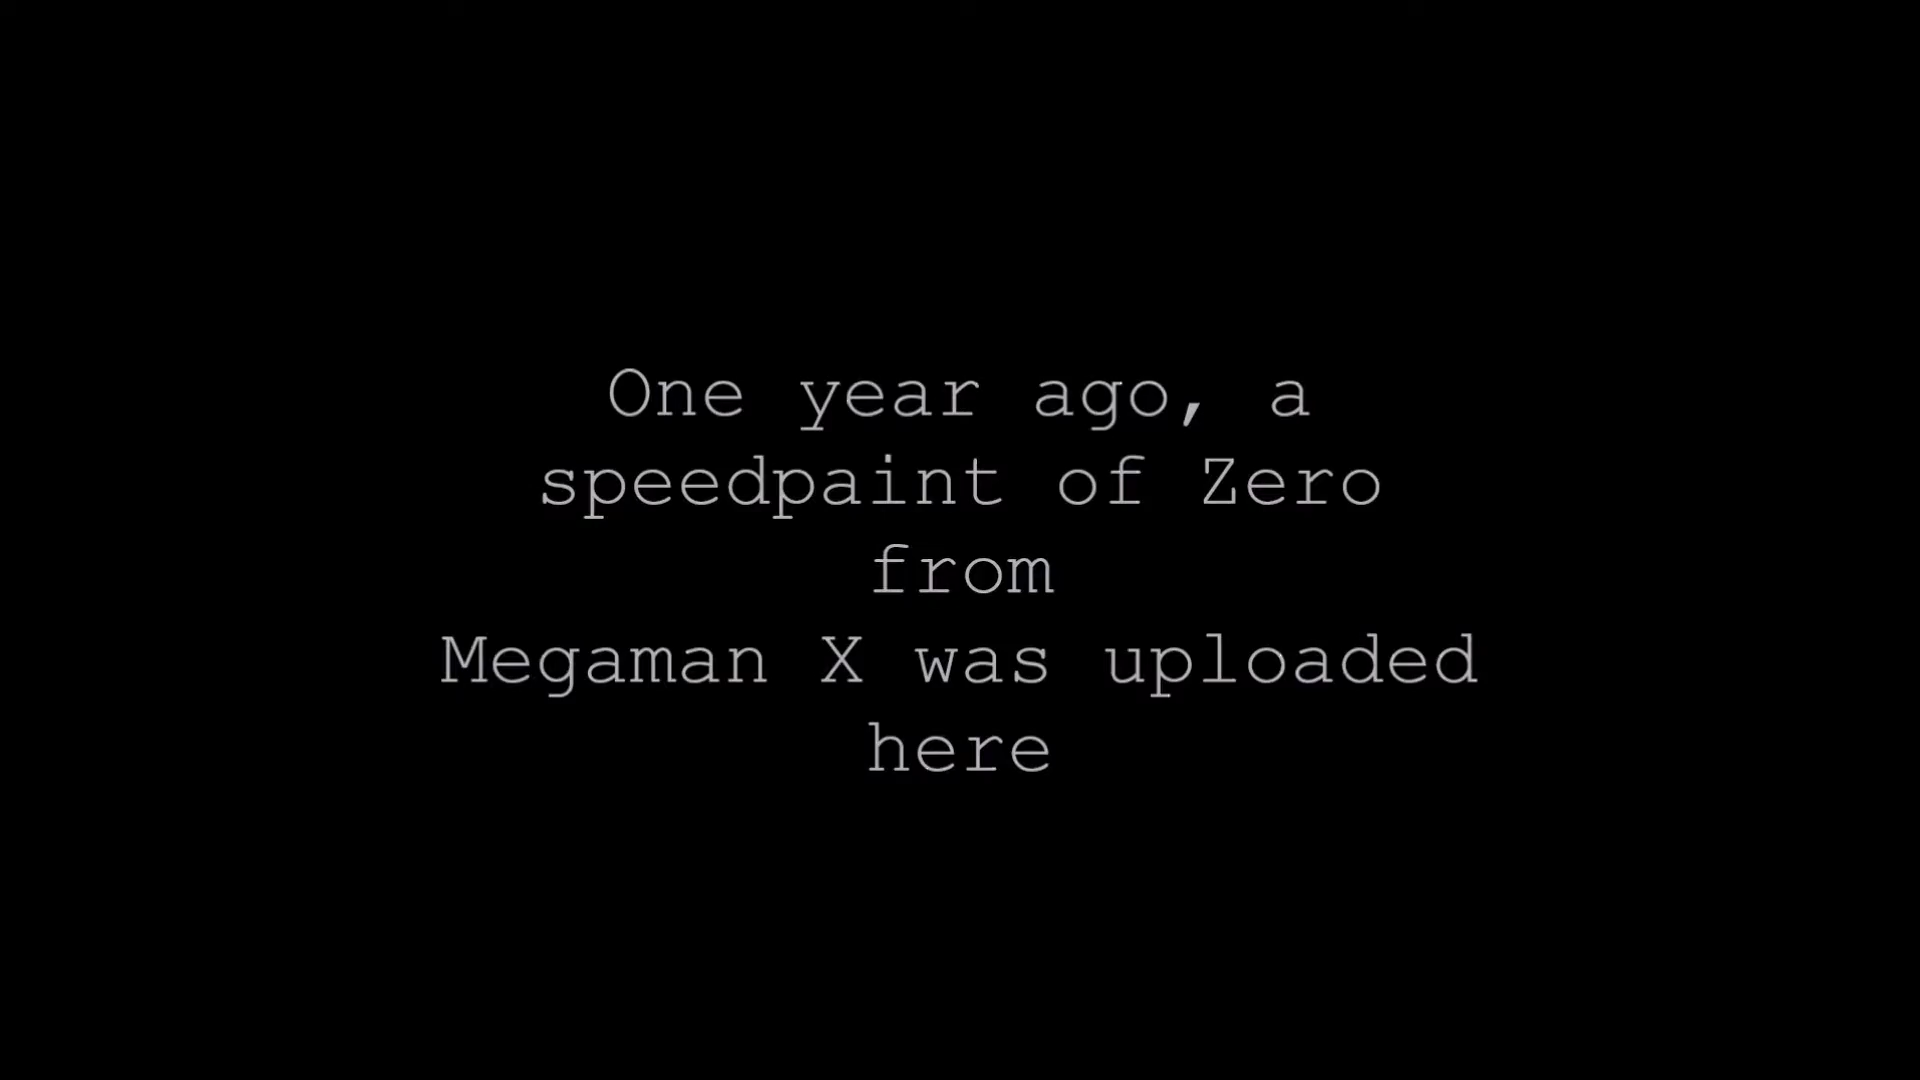 One year ago, a
speedpaint of Zero
from
Megaman X was uploaded
here